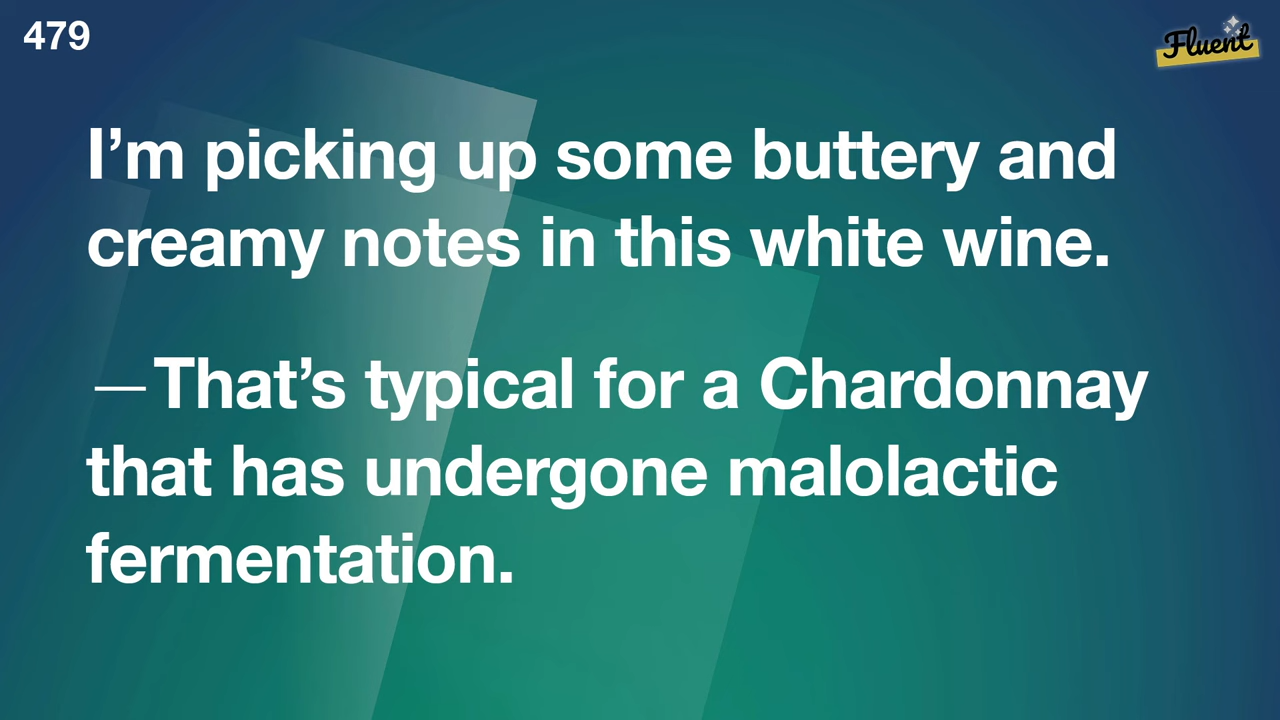 479
Fluent
I’m picking up some buttery and
creamy notes in this white wine.
—That’s typical for a Chardonnay
that has undergone malolactic
fermentation.